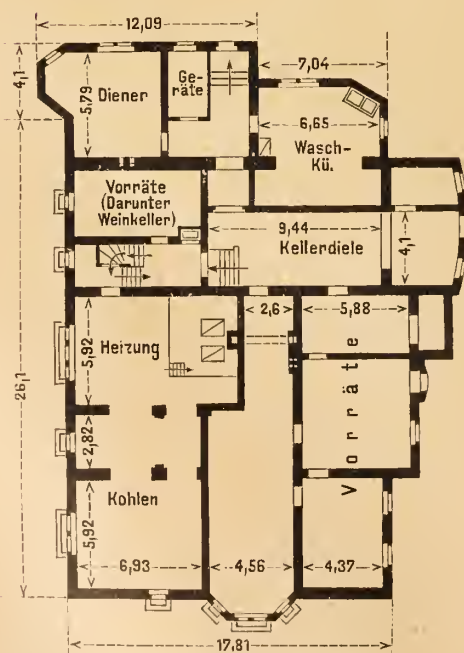 12,09
4,1
7,04
5,79
Diener
Ge-
räte
6,65
Wasch-
Kü.
Vorräte
(Darunter
Weinkeller)
9,44
Kellerdiele
4,1
26,1
5,92
Heizung
2,6
5,88
Vorräte
2,82
Kohlen
5,92
6,93
4,56
4,37
17,81